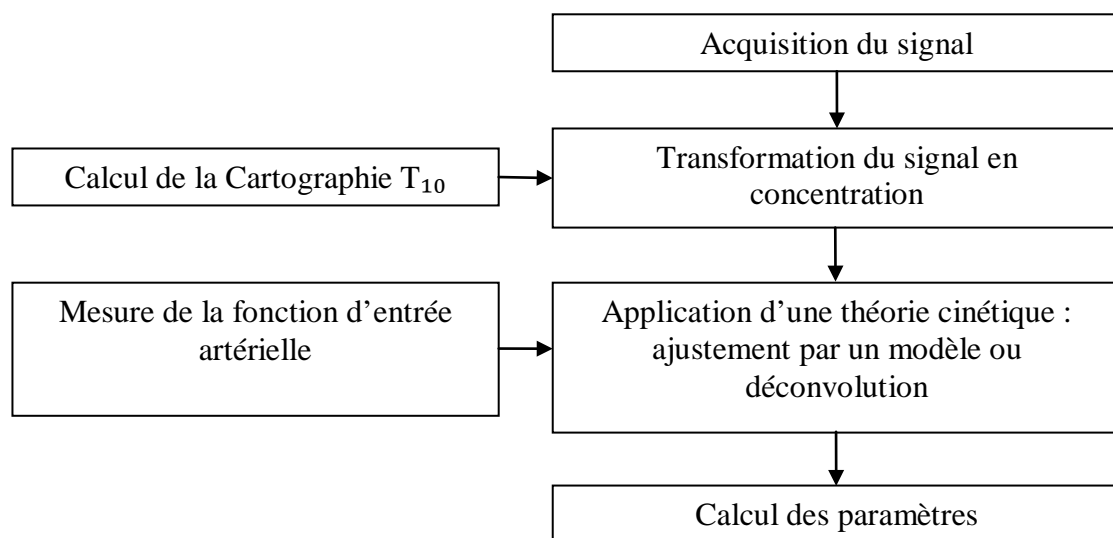 Acquisition du signal
Calcul de la Cartographie T₁₀
Transformation du signal en
concentration
Mesure de la fonction d’entrée
artérielle
Application d’une théorie cinétique :
ajustement par un modèle ou
déconvolution
Calcul des paramètres